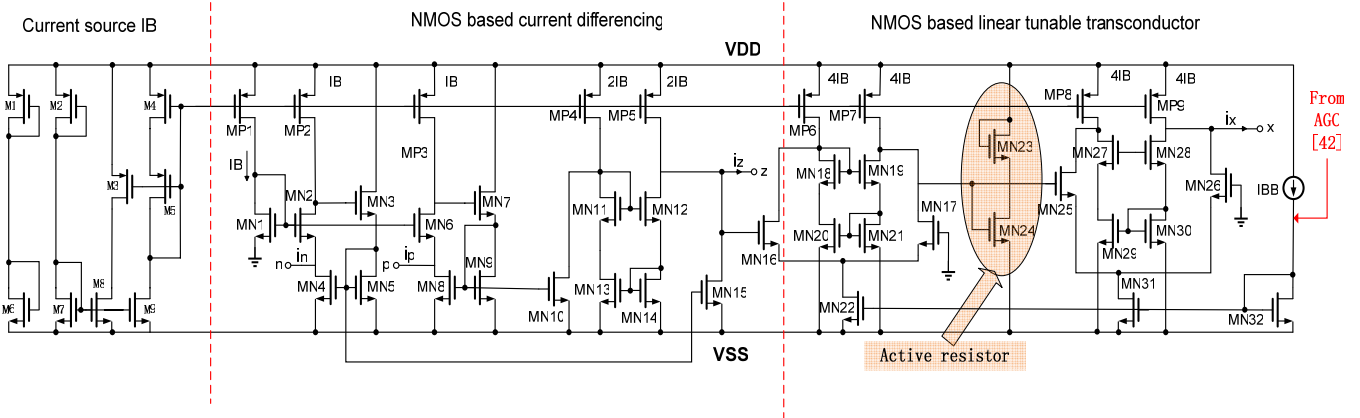 Current source IB
NMOS based current differencing
NMOS based linear tunable transconductor
VDD
IB
IB
2IB
2IB
4IB
4IB
4IB
4IB
M1
M2
M4
MP1
MP2
MP3
MP4
MP5
MP6
MP7
MP8
MP9
ix
x
From
AGC
[42]
M3
M5
IB
MN1
MN2
MN3
MN6
MN7
MN11
MN12
iz
z
MN18
MN19
MN17
MN23
MN24
MN25
MN27
MN28
MN26
IBB
n
in
p
ip
MN4
MN5
MN8
MN9
MN10
MN13
MN14
MN15
MN16
MN20
MN21
MN22
MN29
MN30
MN31
MN32
M6
M7
M8
M9
VSS
Active resistor